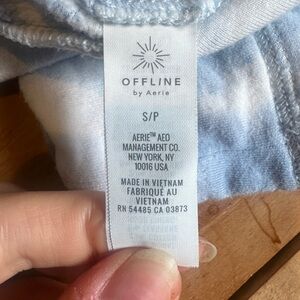 OFFLINE
by Aerie
S/P
AERIE™ AEO
MANAGEMENT CO.
NEW YORK, NY
10016 USA
MADE IN VIETNAM
FABRIQUÉ AU
VIETNAM
RN 54485 CA 03873